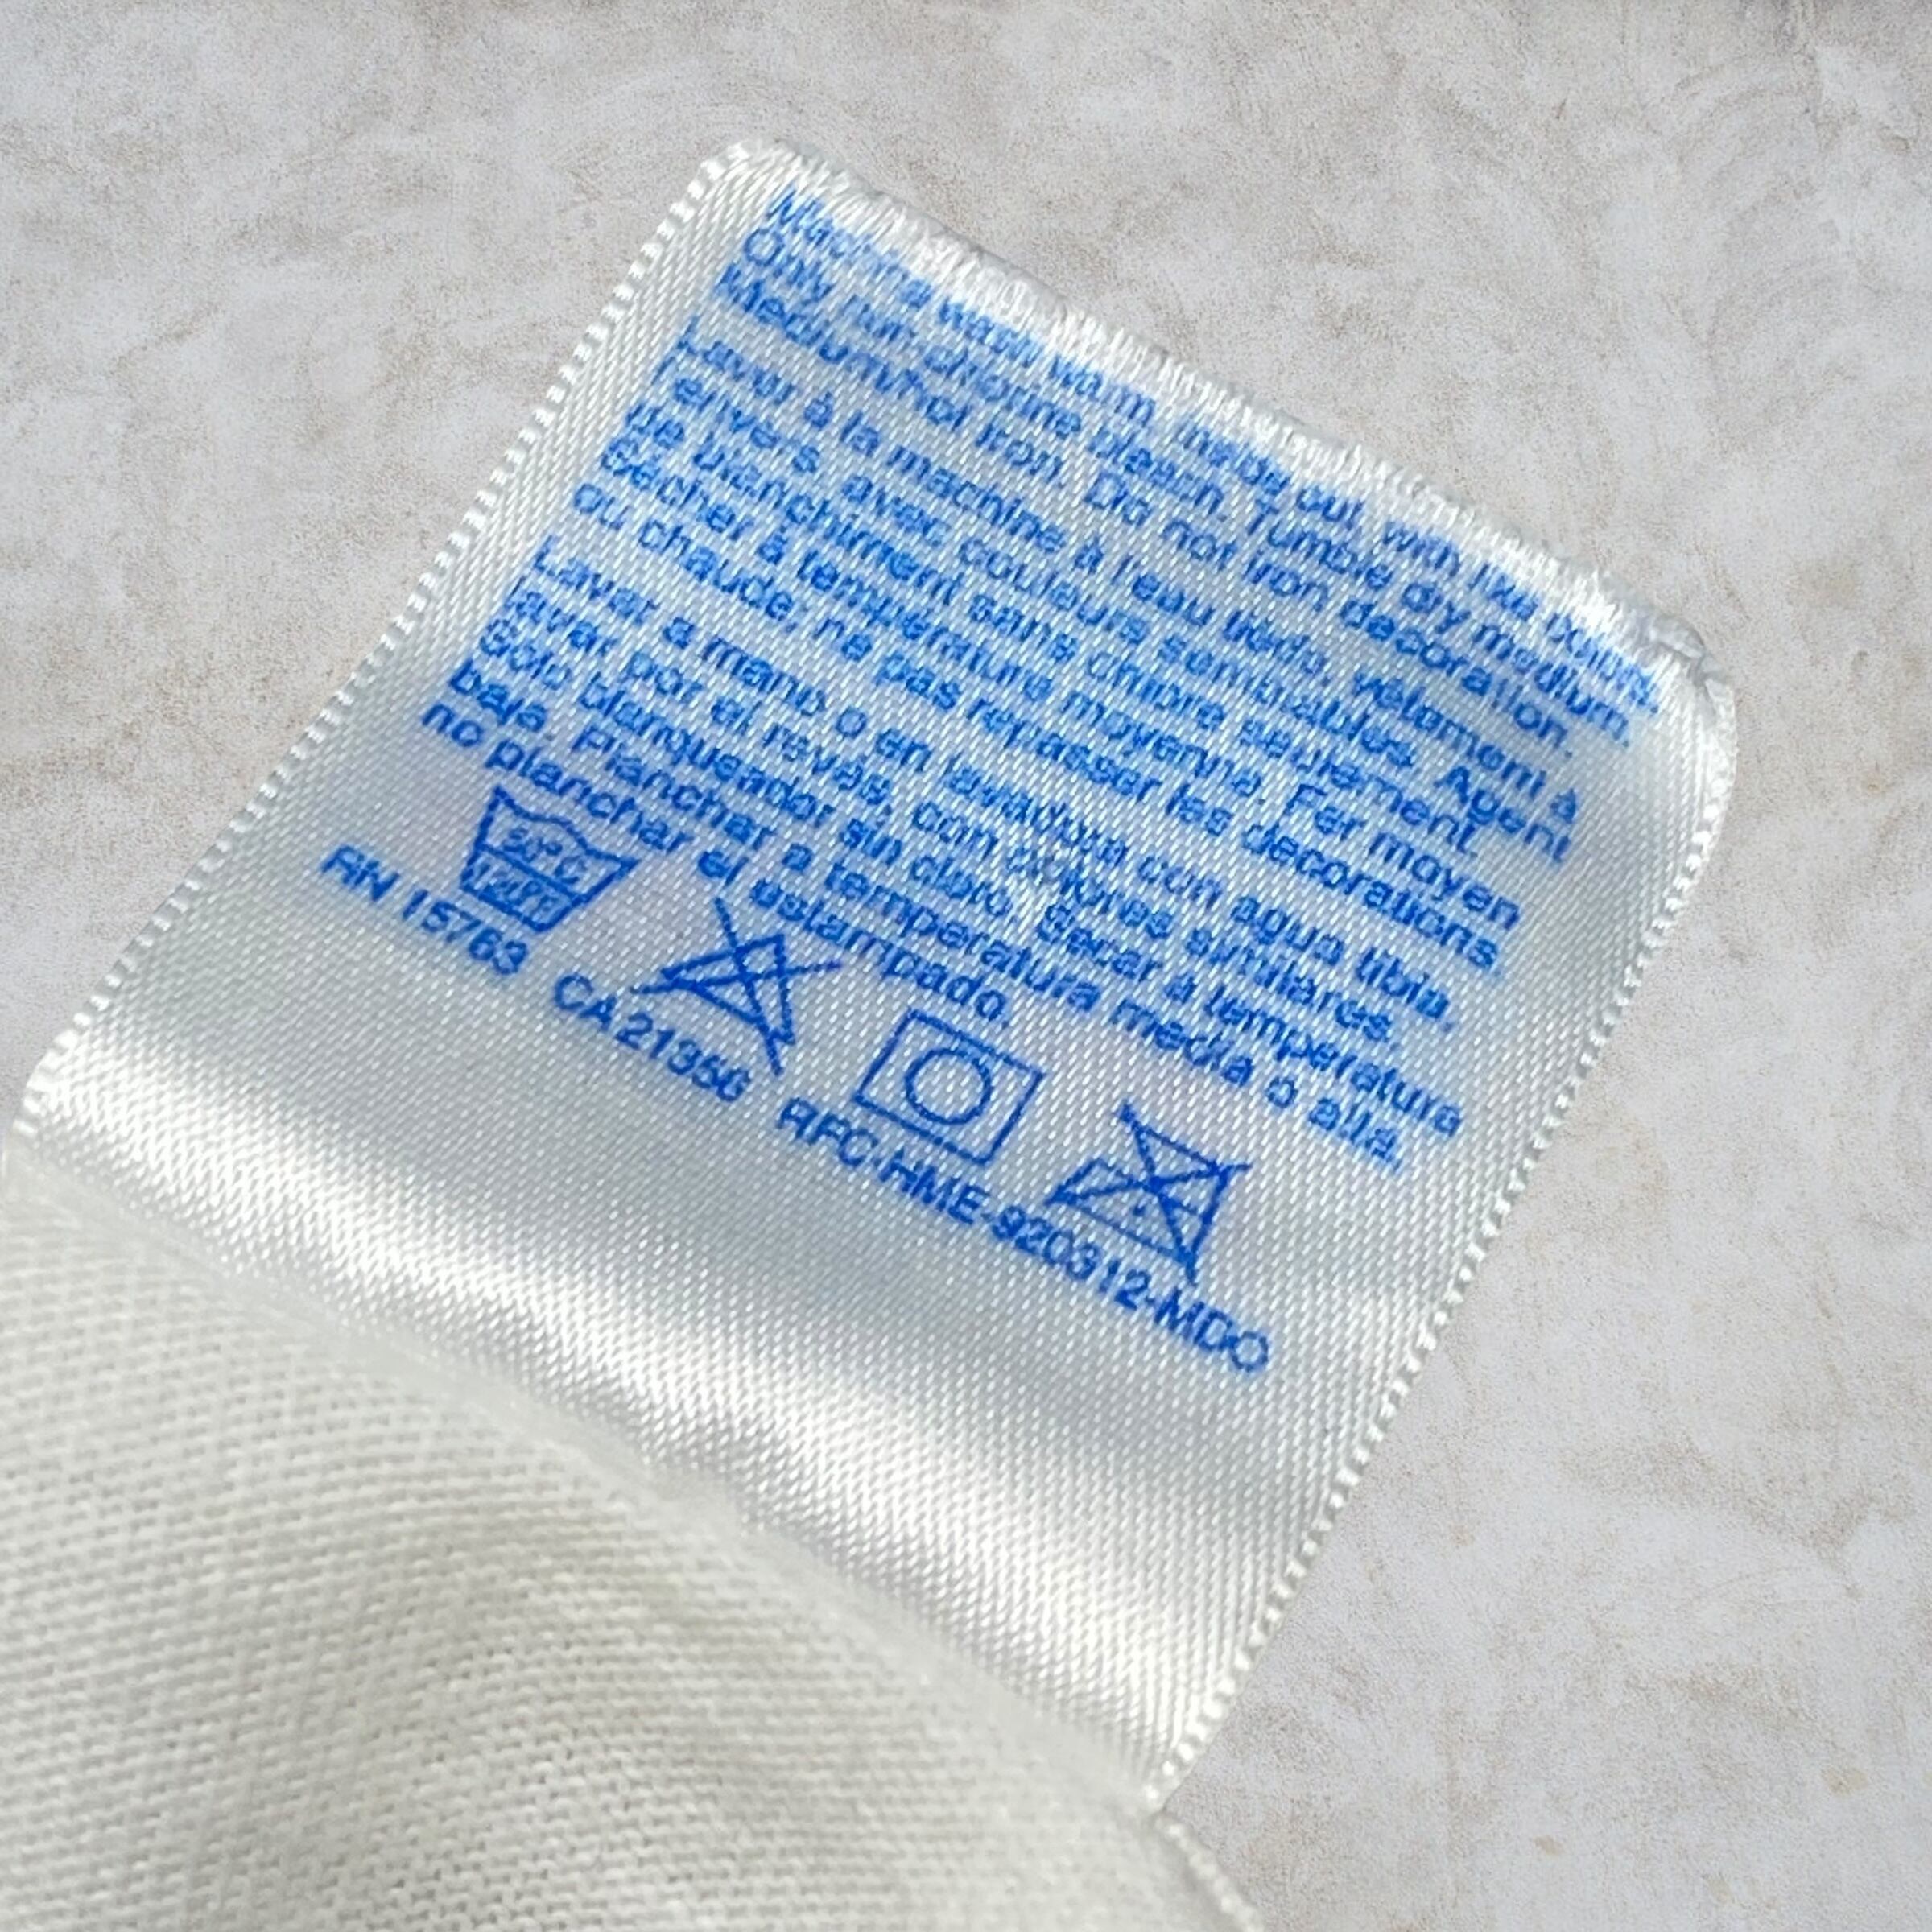 Machine wash warm, inside out, with like colors.
Only non-chlorine bleach. Tumble dry medium.
Medium/hot iron. Do not iron decoration.
Laver à la machine à l'eau tiède, vêtement à
l'envers, avec couleurs semblables. Agent
de blanchiment sans chlore seulement.
Sécher à température moyenne. Fer moyen
ou chaude; ne pas repasser les decorations.
Lavar a mano o en lavadora con agua tibia.
Lavar por el revés, con colores similares.
Sólo blanqueador sin cloro. Secar a temperatura
baja. Planchar a temperatura media o alta,
no planchar el estampado.
50°C
120°F
RN 15763 CA 21356 RFC-HME-920312-MDO